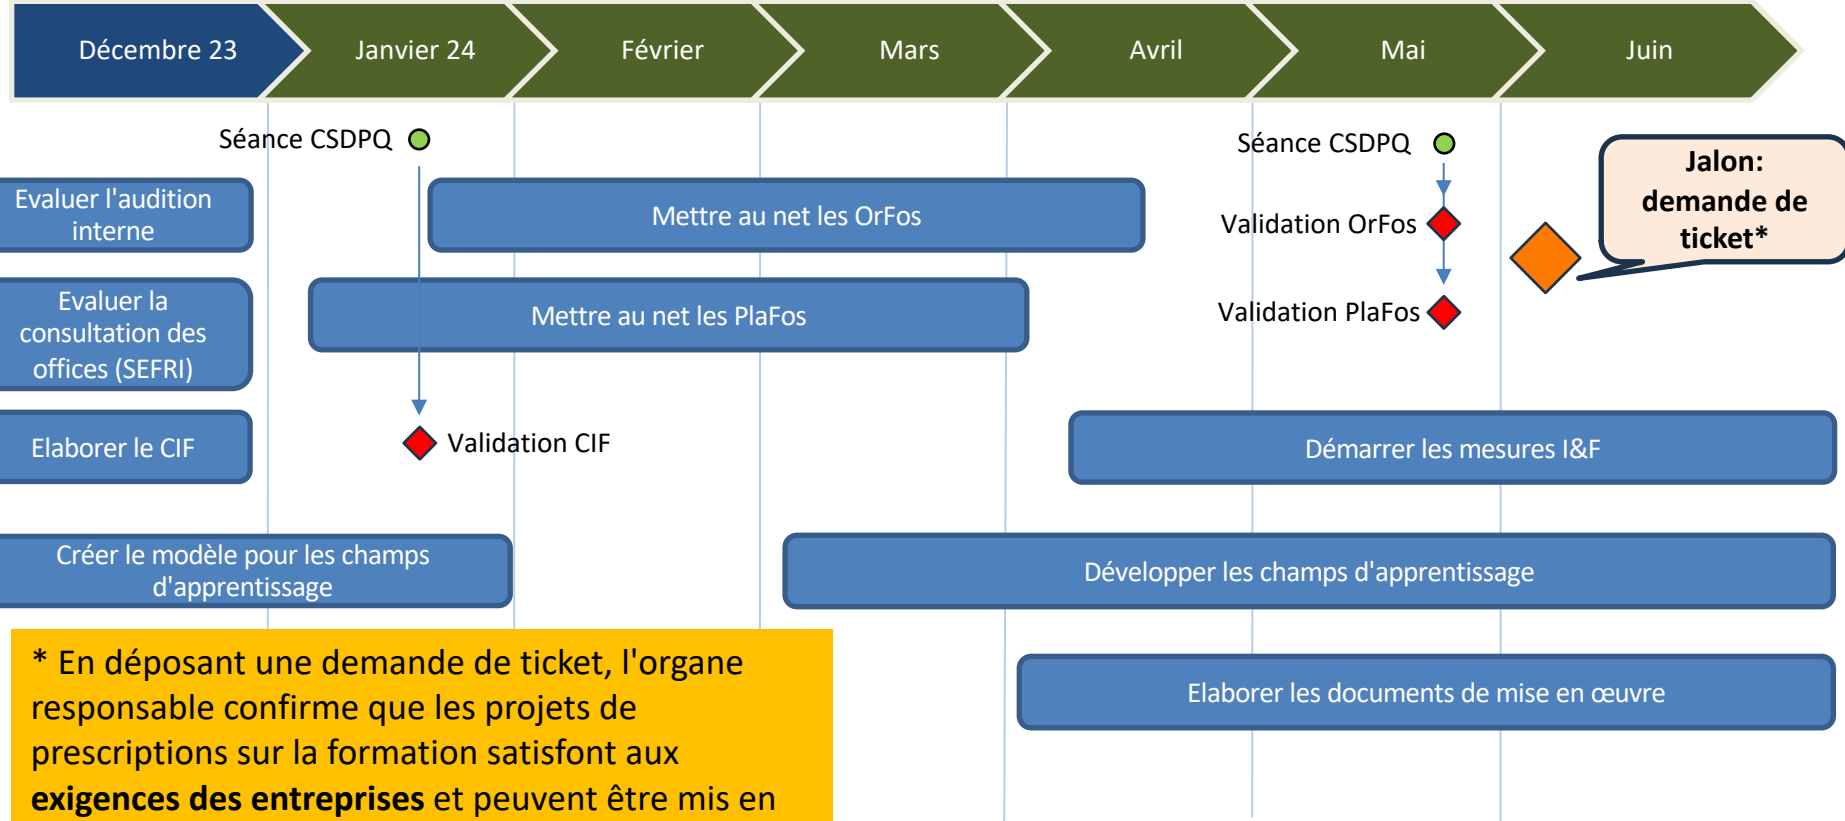 Décembre 23
Janvier 24
Février
Mars
Avril
Mai
Juin
Séance CSDPQ
Séance CSDPQ
Jalon:
demande de
ticket*
Evaluer l'audition
interne
Mettre au net les OrFos
Validation OrFos
Evaluer la
consultation des
offices (SEFRI)
Mettre au net les PlaFos
Validation PlaFos
Elaborer le CIF
Validation CIF
Démarrer les mesures I&F
Créer le modèle pour les champs
d'apprentissage
Développer les champs d'apprentissage
Elaborer les documents de mise en œuvre
* En déposant une demande de ticket, l'organe
responsable confirme que les projets de
prescriptions sur la formation satisfont aux
exigences des entreprises et peuvent être mis en